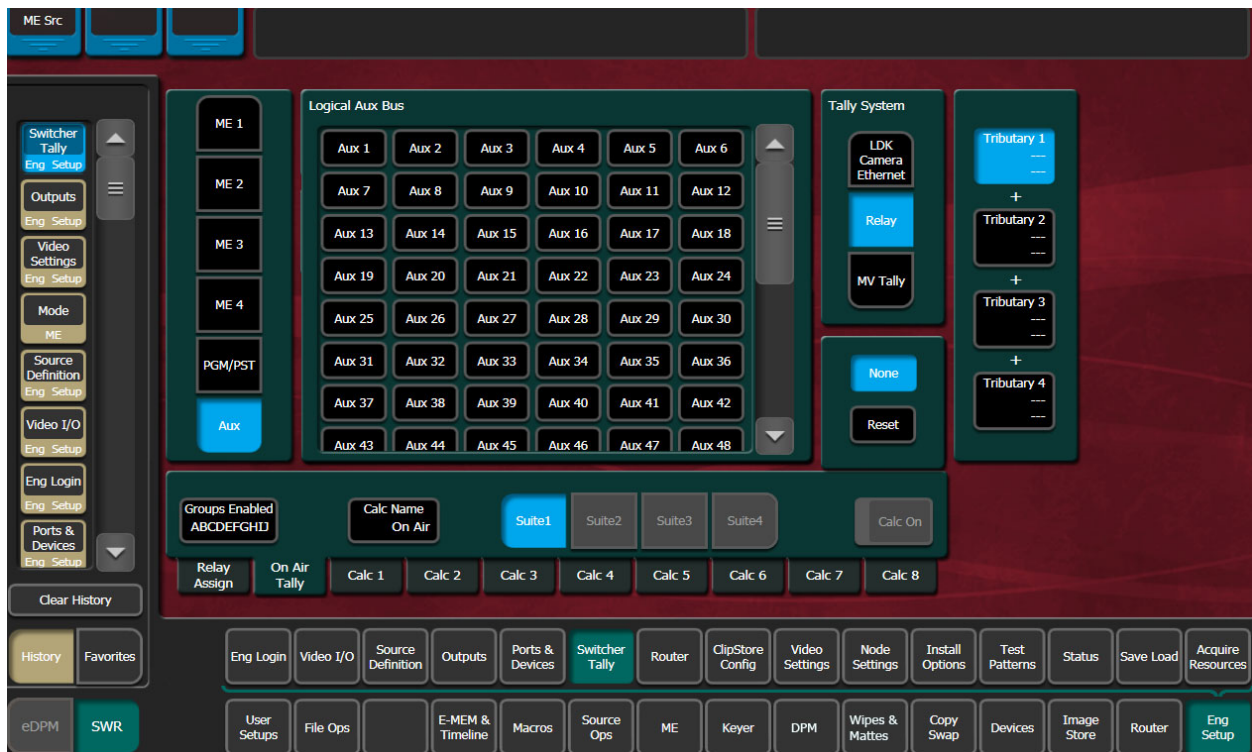 ME Src
Switcher
Tally
Eng Setup
Outputs
Eng Setup
Video
Settings
Eng Setup
Mode
ME
Source
Definition
Eng Setup
Video I/O
Eng Setup
Eng Login
Eng Setup
Ports &
Devices
Eng Setup
Clear History
History Favorites
eDPM SWR
ME 1
ME 2
ME 3
ME 4
PGM/PST
Aux
Logical Aux Bus
Aux 1 Aux 2 Aux 3 Aux 4 Aux 5 Aux 6
Aux 7 Aux 8 Aux 9 Aux 10 Aux 11 Aux 12
Aux 13 Aux 14 Aux 15 Aux 16 Aux 17 Aux 18
Aux 19 Aux 20 Aux 21 Aux 22 Aux 23 Aux 24
Aux 25 Aux 26 Aux 27 Aux 28 Aux 29 Aux 30
Aux 31 Aux 32 Aux 33 Aux 34 Aux 35 Aux 36
Aux 37 Aux 38 Aux 39 Aux 40 Aux 41 Aux 42
Aux 43 Aux 44 Aux 45 Aux 46 Aux 47 Aux 48
Tally System
LDK
Camera
Ethernet
Relay
MV Tally
None
Reset
Tributary 1
---
---
+
Tributary 2
---
---
+
Tributary 3
---
---
+
Tributary 4
---
---
Groups Enabled
ABCDEFGHIJ
Calc Name
On Air
Suite1 Suite2 Suite3 Suite4
Calc On
Relay
Assign
On Air
Tally
Calc 1 Calc 2 Calc 3 Calc 4 Calc 5 Calc 6 Calc 7 Calc 8
Eng Login
Video I/O
Source
Definition
Outputs
Ports &
Devices
Switcher
Tally
Router
ClipStore
Config
Video
Settings
Node
Settings
Install
Options
Test
Patterns
Status
Save Load
Acquire
Resources
User
Setups
File Ops
E-MEM &
Timeline
Macros
Source
Ops
ME
Keyer
DPM
Wipes &
Mattes
Copy
Swap
Devices
Image
Store
Router
Eng
Setup